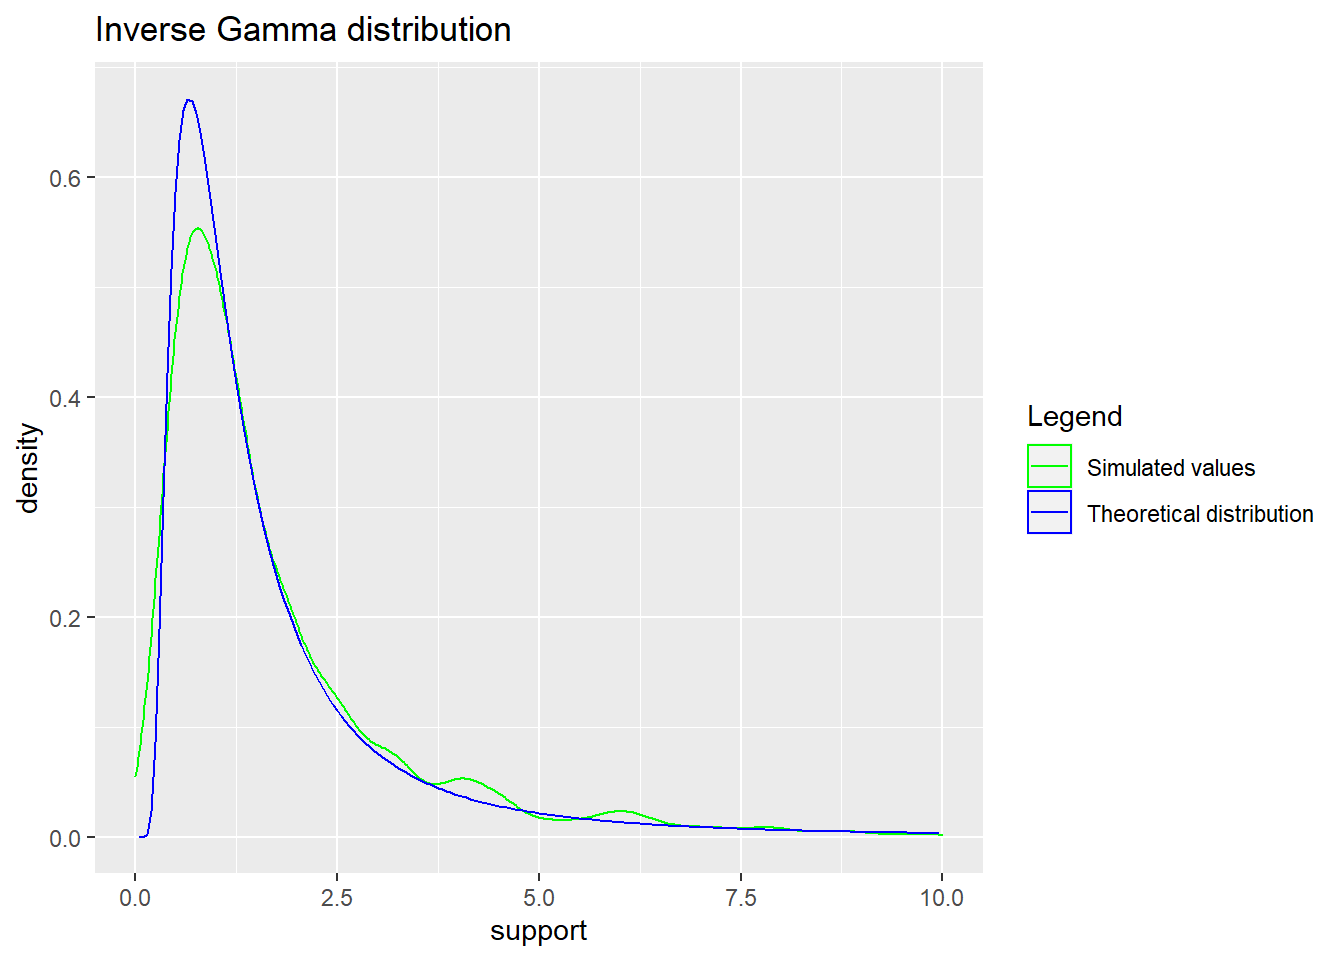 Inverse Gamma distribution
density
0.6
0.4
0.2
0.0
0.0 2.5 5.0 7.5 10.0
support
Legend
Simulated values
Theoretical distribution